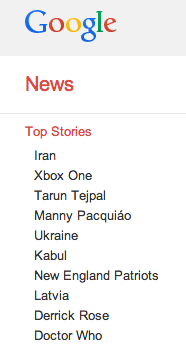 Google
News
Top Stories
Iran
Xbox One
Tarun Tejpal
Manny Pacquiáo
Ukraine
Kabul
New England Patriots
Latvia
Derrick Rose
Doctor Who